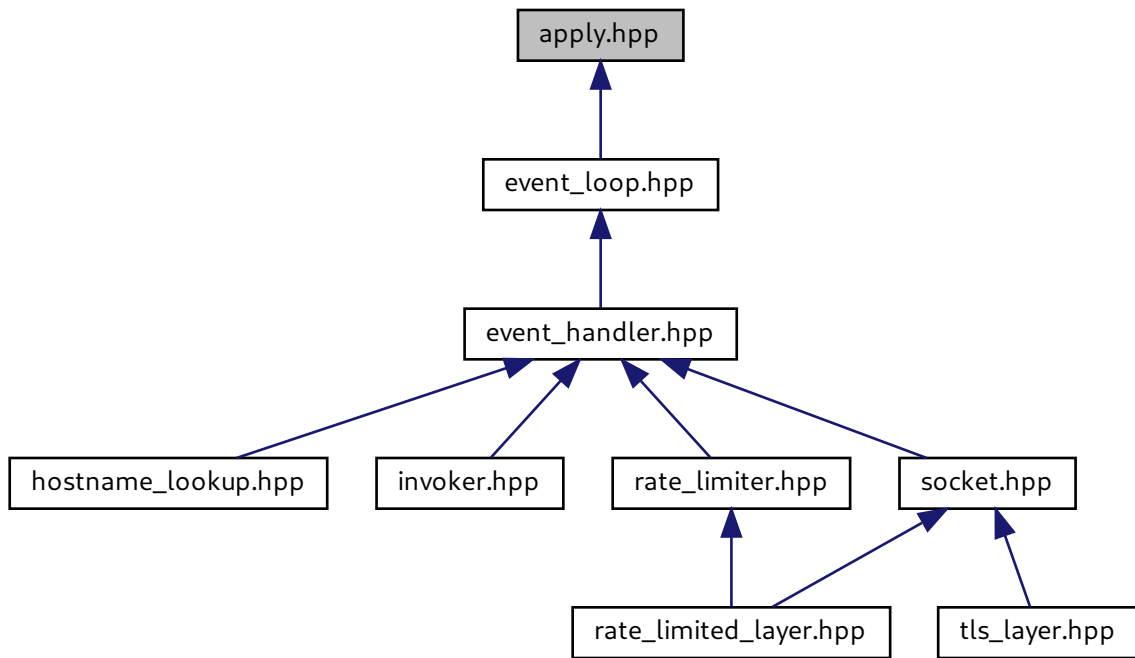 apply.hpp
event_loop.hpp
event_handler.hpp
hostname_lookup.hpp
invoker.hpp
rate_limiter.hpp
socket.hpp
rate_limited_layer.hpp
tls_layer.hpp